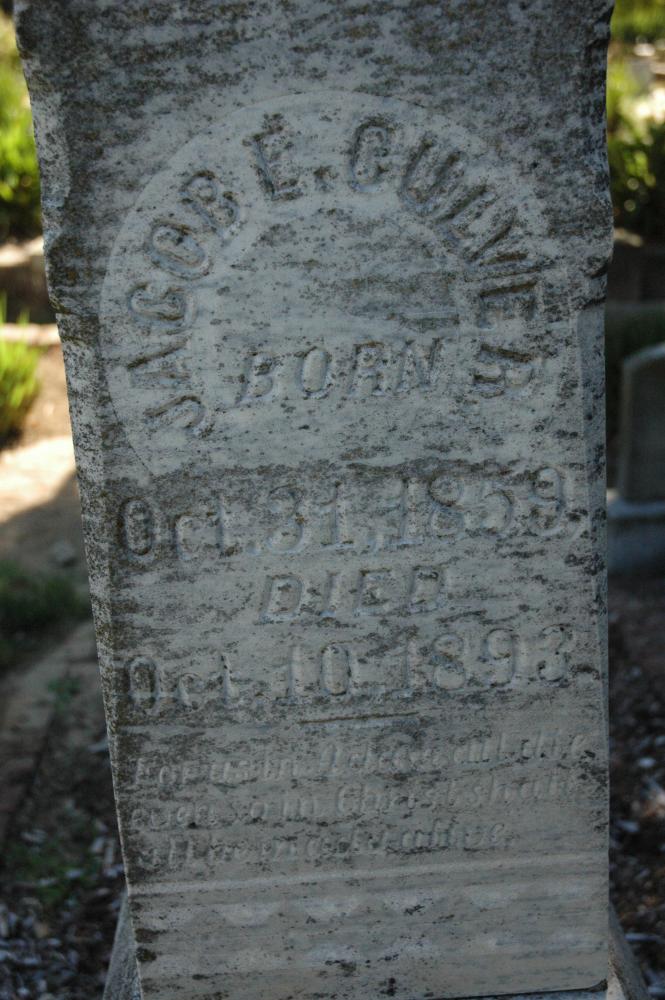 JACOB E. CULVER
BORN
Oct. 31, 1859,
DIED
Oct. 10, 1893
For as in Adam all die
even so in Christ shall
all be made alive.